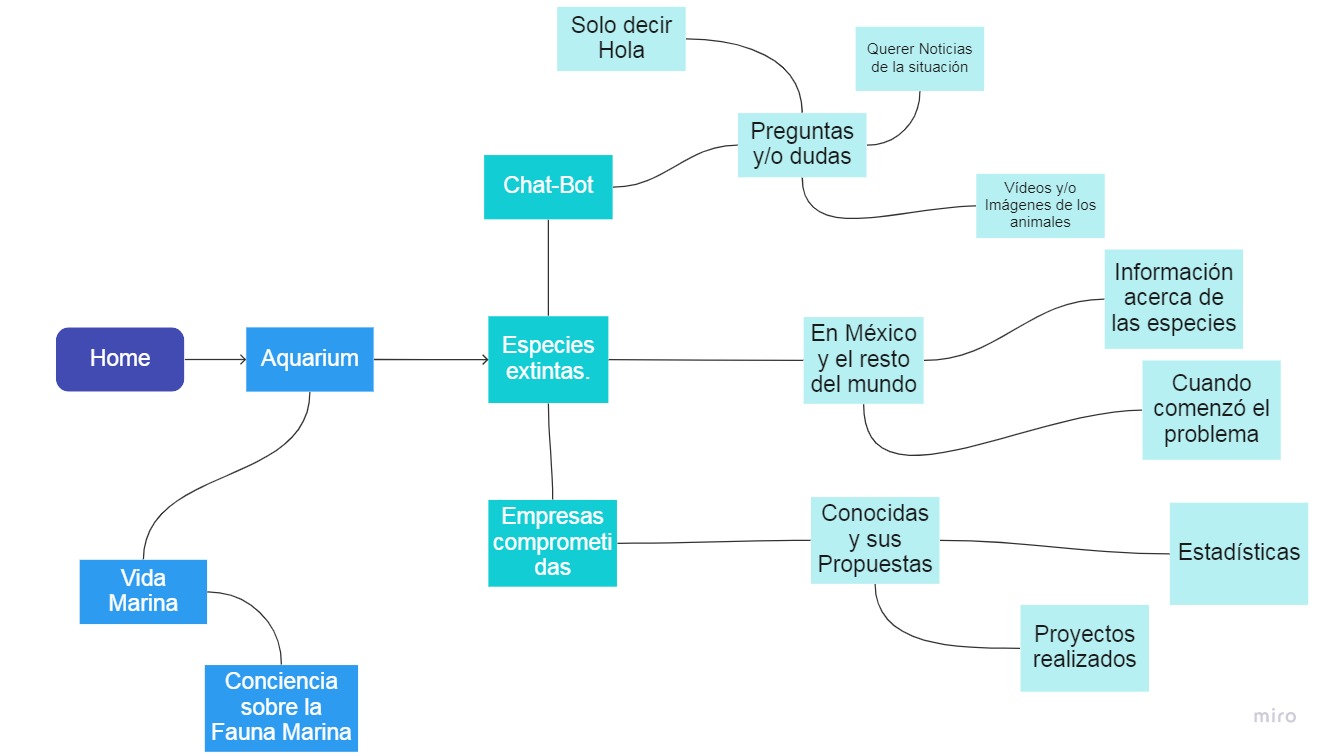 Solo decir
Hola
Querer Noticias
de la situación
Preguntas
y/o dudas
Chat-Bot
Vídeos y/o
Imágenes de los
animales
Información
acerca de
las especies
Home
Aquarium
Especies
extintas.
En México
y el resto
del mundo
Cuando
comenzó el
problema
Empresas
comprometi
das
Conocidas
y sus
Propuestas
Estadísticas
Vida
Marina
Proyectos
realizados
Conciencia
sobre la
Fauna Marina
miro